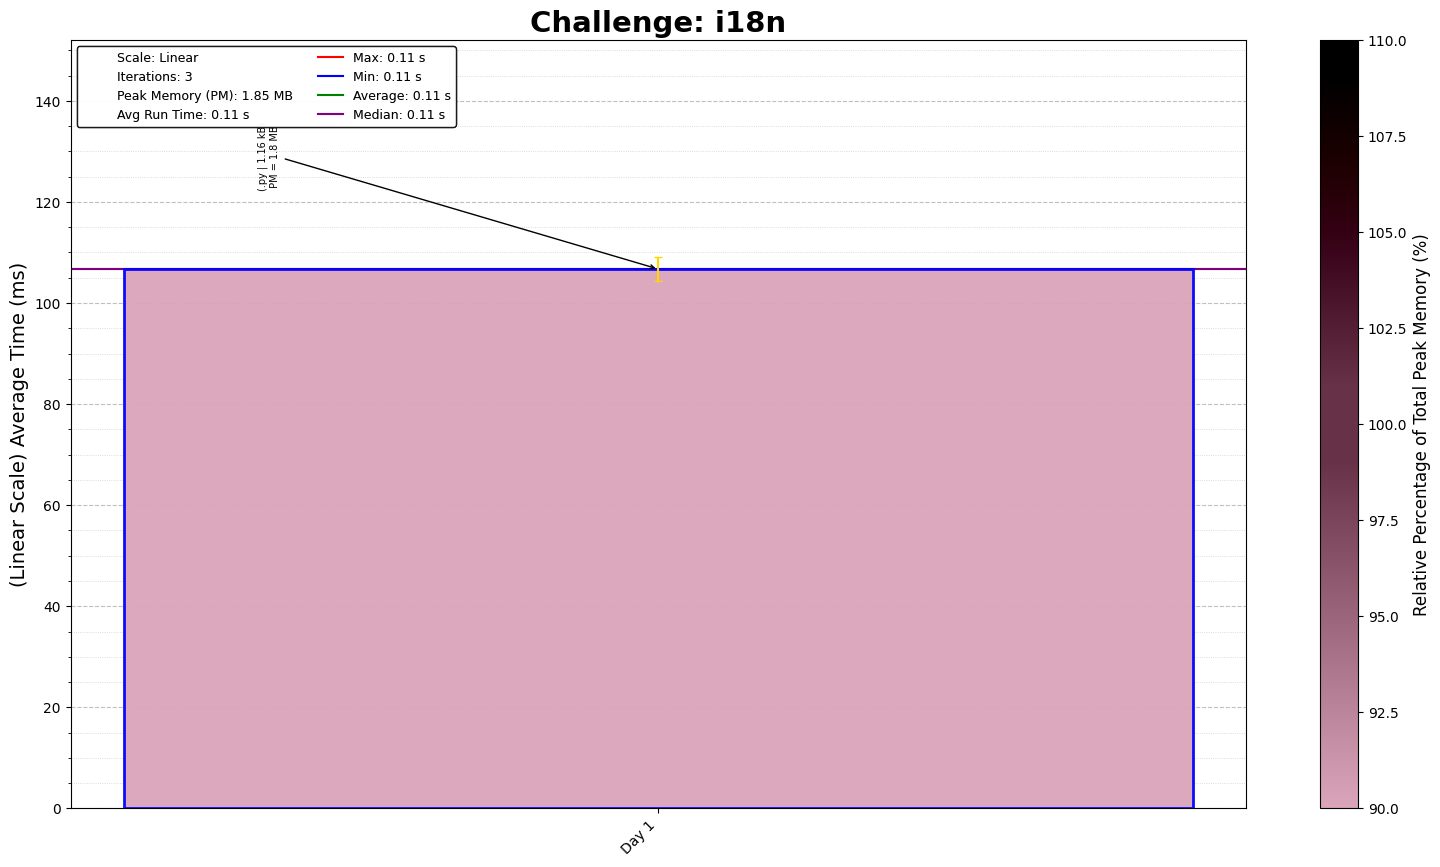 Challenge: i18n
Scale: Linear
Iterations: 3
Peak Memory (PM): 1.85 MB
Avg Run Time: 0.11 s
Max: 0.11 s
Min: 0.11 s
Average: 0.11 s
Median: 0.11 s
(.py | 1.16 kB
PM = 1.8 MB
(Linear Scale) Average Time (ms)
140
120
100
80
60
40
20
0
Day 1
110.0
107.5
105.0
102.5
100.0
97.5
95.0
92.5
90.0
Relative Percentage of Total Peak Memory (%)